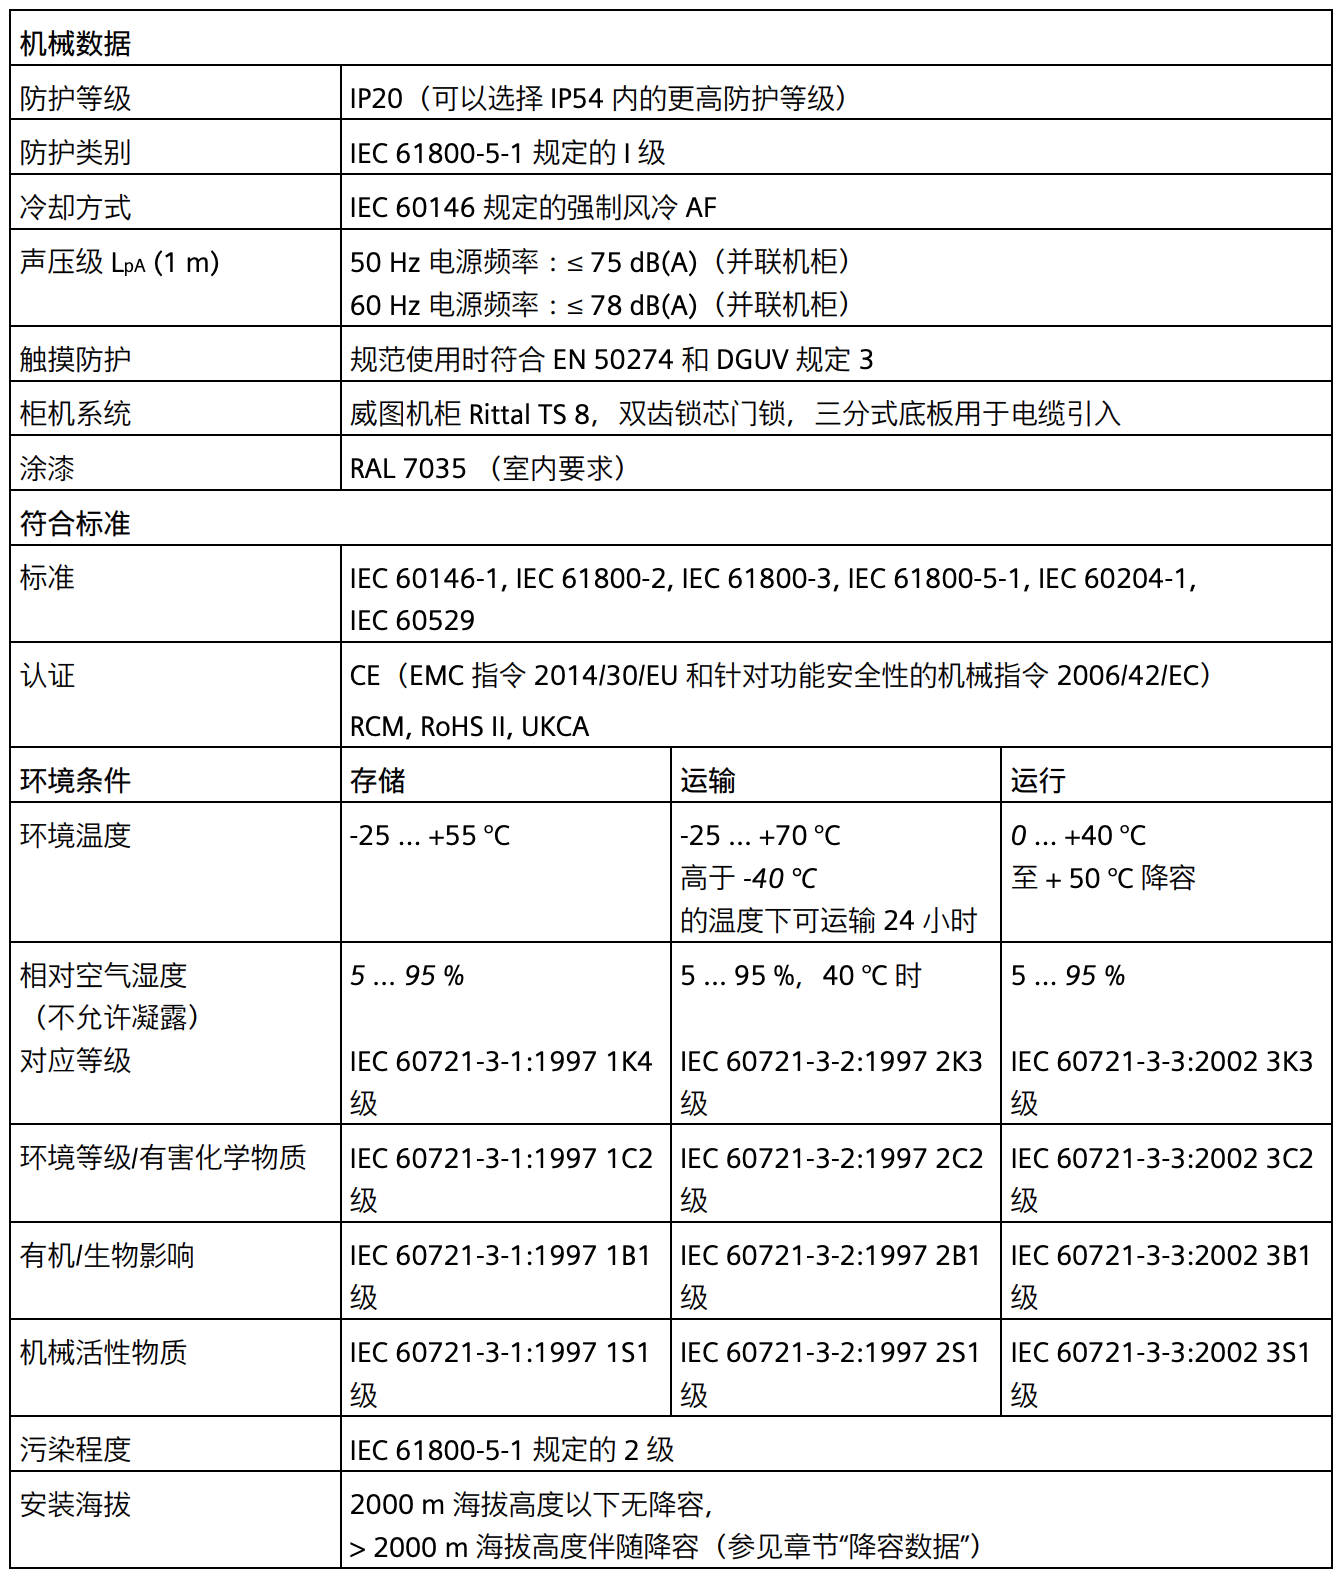 机械数据
防护等级
IP20（可以选择 IP54 内的更高防护等级）
防护类别
IEC 61800-5-1 规定的 I 级
冷却方式
IEC 60146 规定的强制风冷 AF
声压级 LpA (1 m)
50 Hz 电源频率：≤ 75 dB(A)（并联机柜）
60 Hz 电源频率：≤ 78 dB(A)（并联机柜）
触摸防护
规范使用时符合 EN 50274 和 DGUV 规定 3
柜机系统
威图机柜 Rittal TS 8，双齿锁芯门锁，三分式底板用于电缆引入
涂漆
RAL 7035 （室内要求）
符合标准
标准
IEC 60146-1, IEC 61800-2, IEC 61800-3, IEC 61800-5-1, IEC 60204-1,
IEC 60529
认证
CE（EMC 指令 2014/30/EU 和针对功能安全性的机械指令 2006/42/EC）
RCM, RoHS II, UKCA
环境条件
存储
运输
运行
环境温度
-25 ... +55 °C
-25 ... +70 °C
高于 -40 °C
的温度下可运输 24 小时
0 ... +40 °C
至 + 50 °C 降容
相对空气湿度
（不允许凝露）
对应等级
5 ... 95 %
IEC 60721-3-1:1997 1K4
级
5 ... 95 %，40 °C 时
IEC 60721-3-2:1997 2K3
级
5 ... 95 %
IEC 60721-3-3:2002 3K3
级
环境等级/有害化学物质
IEC 60721-3-1:1997 1C2
级
IEC 60721-3-2:1997 2C2
级
IEC 60721-3-3:2002 3C2
级
有机/生物影响
IEC 60721-3-1:1997 1B1
级
IEC 60721-3-2:1997 2B1
级
IEC 60721-3-3:2002 3B1
级
机械活性物质
IEC 60721-3-1:1997 1S1
级
IEC 60721-3-2:1997 2S1
级
IEC 60721-3-3:2002 3S1
级
污染程度
IEC 61800-5-1 规定的 2 级
安装海拔
2000 m 海拔高度以下无降容，
> 2000 m 海拔高度伴随降容（参见章节“降容数据”）